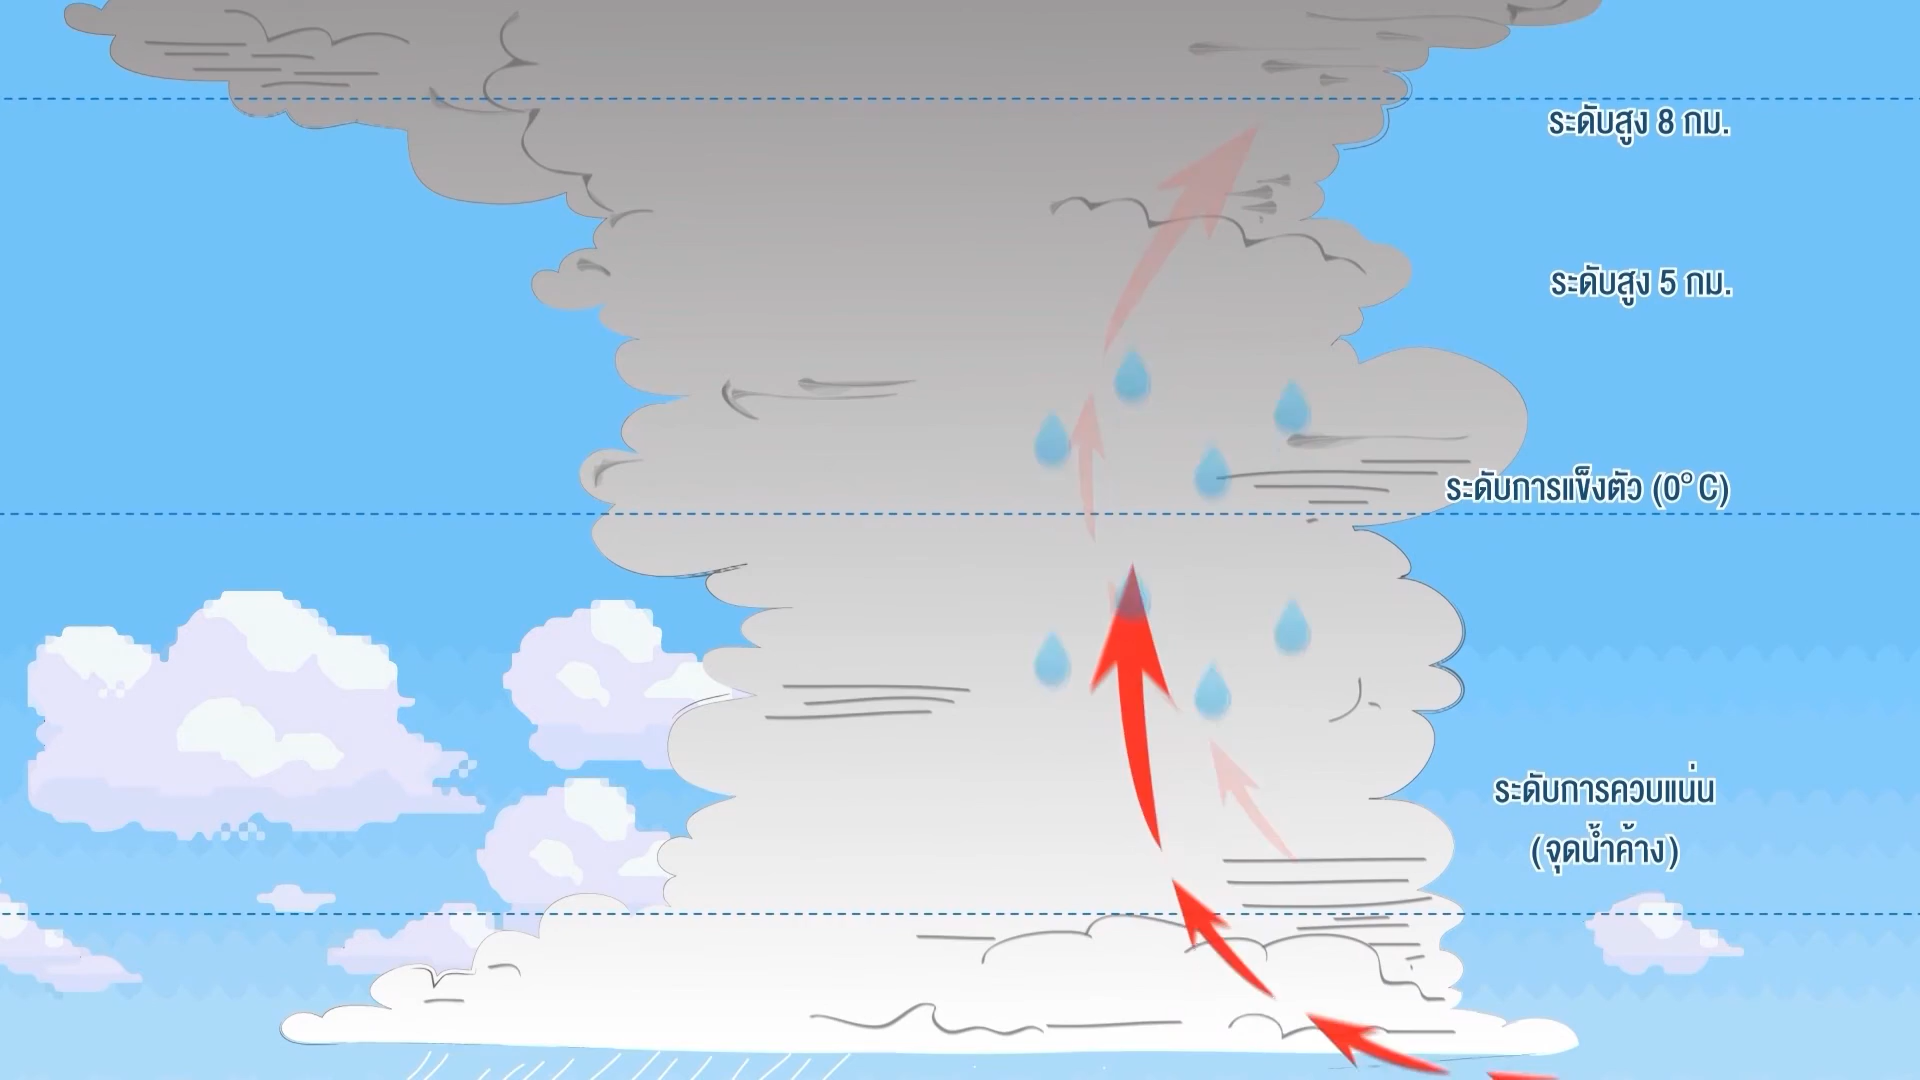 ระดับสูง 8 กม.
ระดับสูง 5 กม.
ระดับการแข็งตัว (0°C)
ระดับการควบแน่น
(จุดน้ำค้าง)